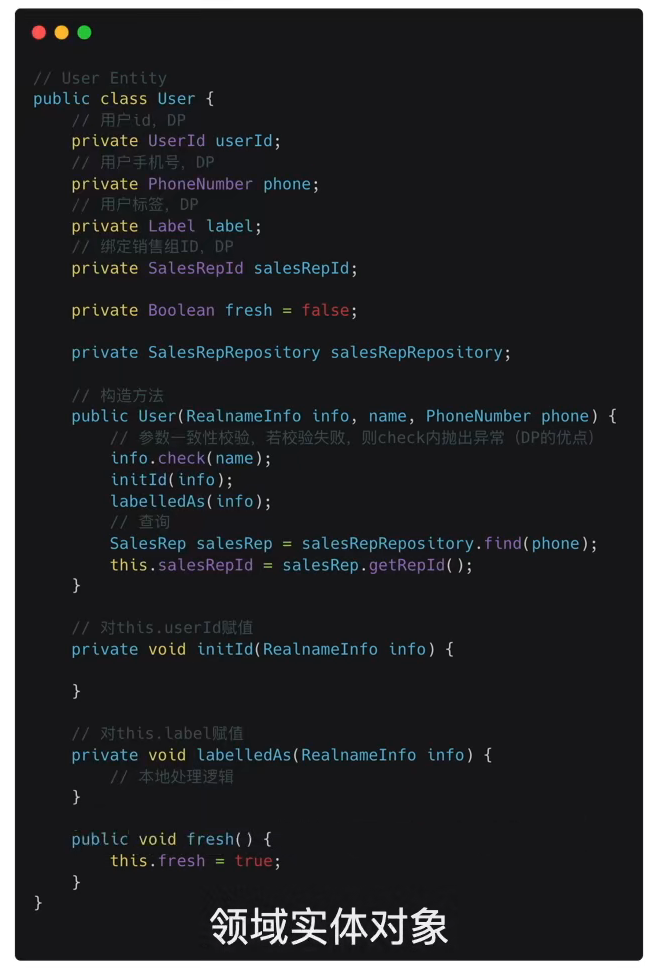 // User Entity
public class User {
    // 用户id，DP
    private UserId userId;
    // 用户手机号，DP
    private PhoneNumber phone;
    // 用户标签，DP
    private Label label;
    // 绑定销售组ID，DP
    private SalesRepId salesRepId;

    private Boolean fresh = false;

    private SalesRepRepository salesRepRepository;

    // 构造方法
    public User(RealnameInfo info, name, PhoneNumber phone) {
        // 参数一致性校验，若校验失败，则check内抛出异常（DP的优点）
        info.check(name);
        initId(info);
        labelledAs(info);
        // 查询
        SalesRep salesRep = salesRepRepository.find(phone);
        this.salesRepId = salesRep.getRepId();
    }

    // 对this.userId赋值
    private void initId(RealnameInfo info) {

    }

    // 对this.label赋值
    private void labelledAs(RealnameInfo info) {
        // 本地处理逻辑
    }

    public void fresh() {
        this.fresh = true;
    }
}
领域实体对象